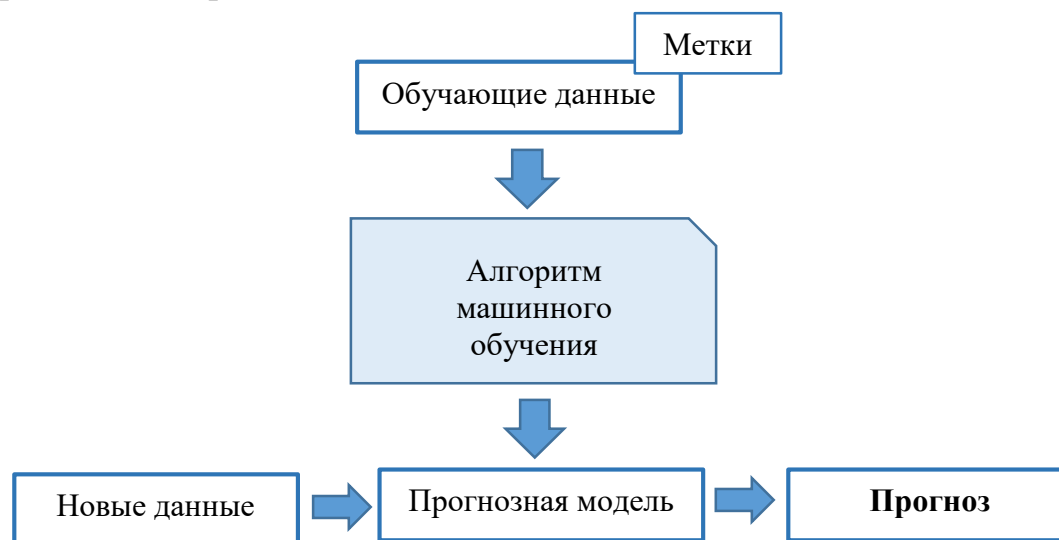 Метки
Обучающие данные
Алгоритм
машинного
обучения
Новые данные
Прогнозная модель
Прогноз